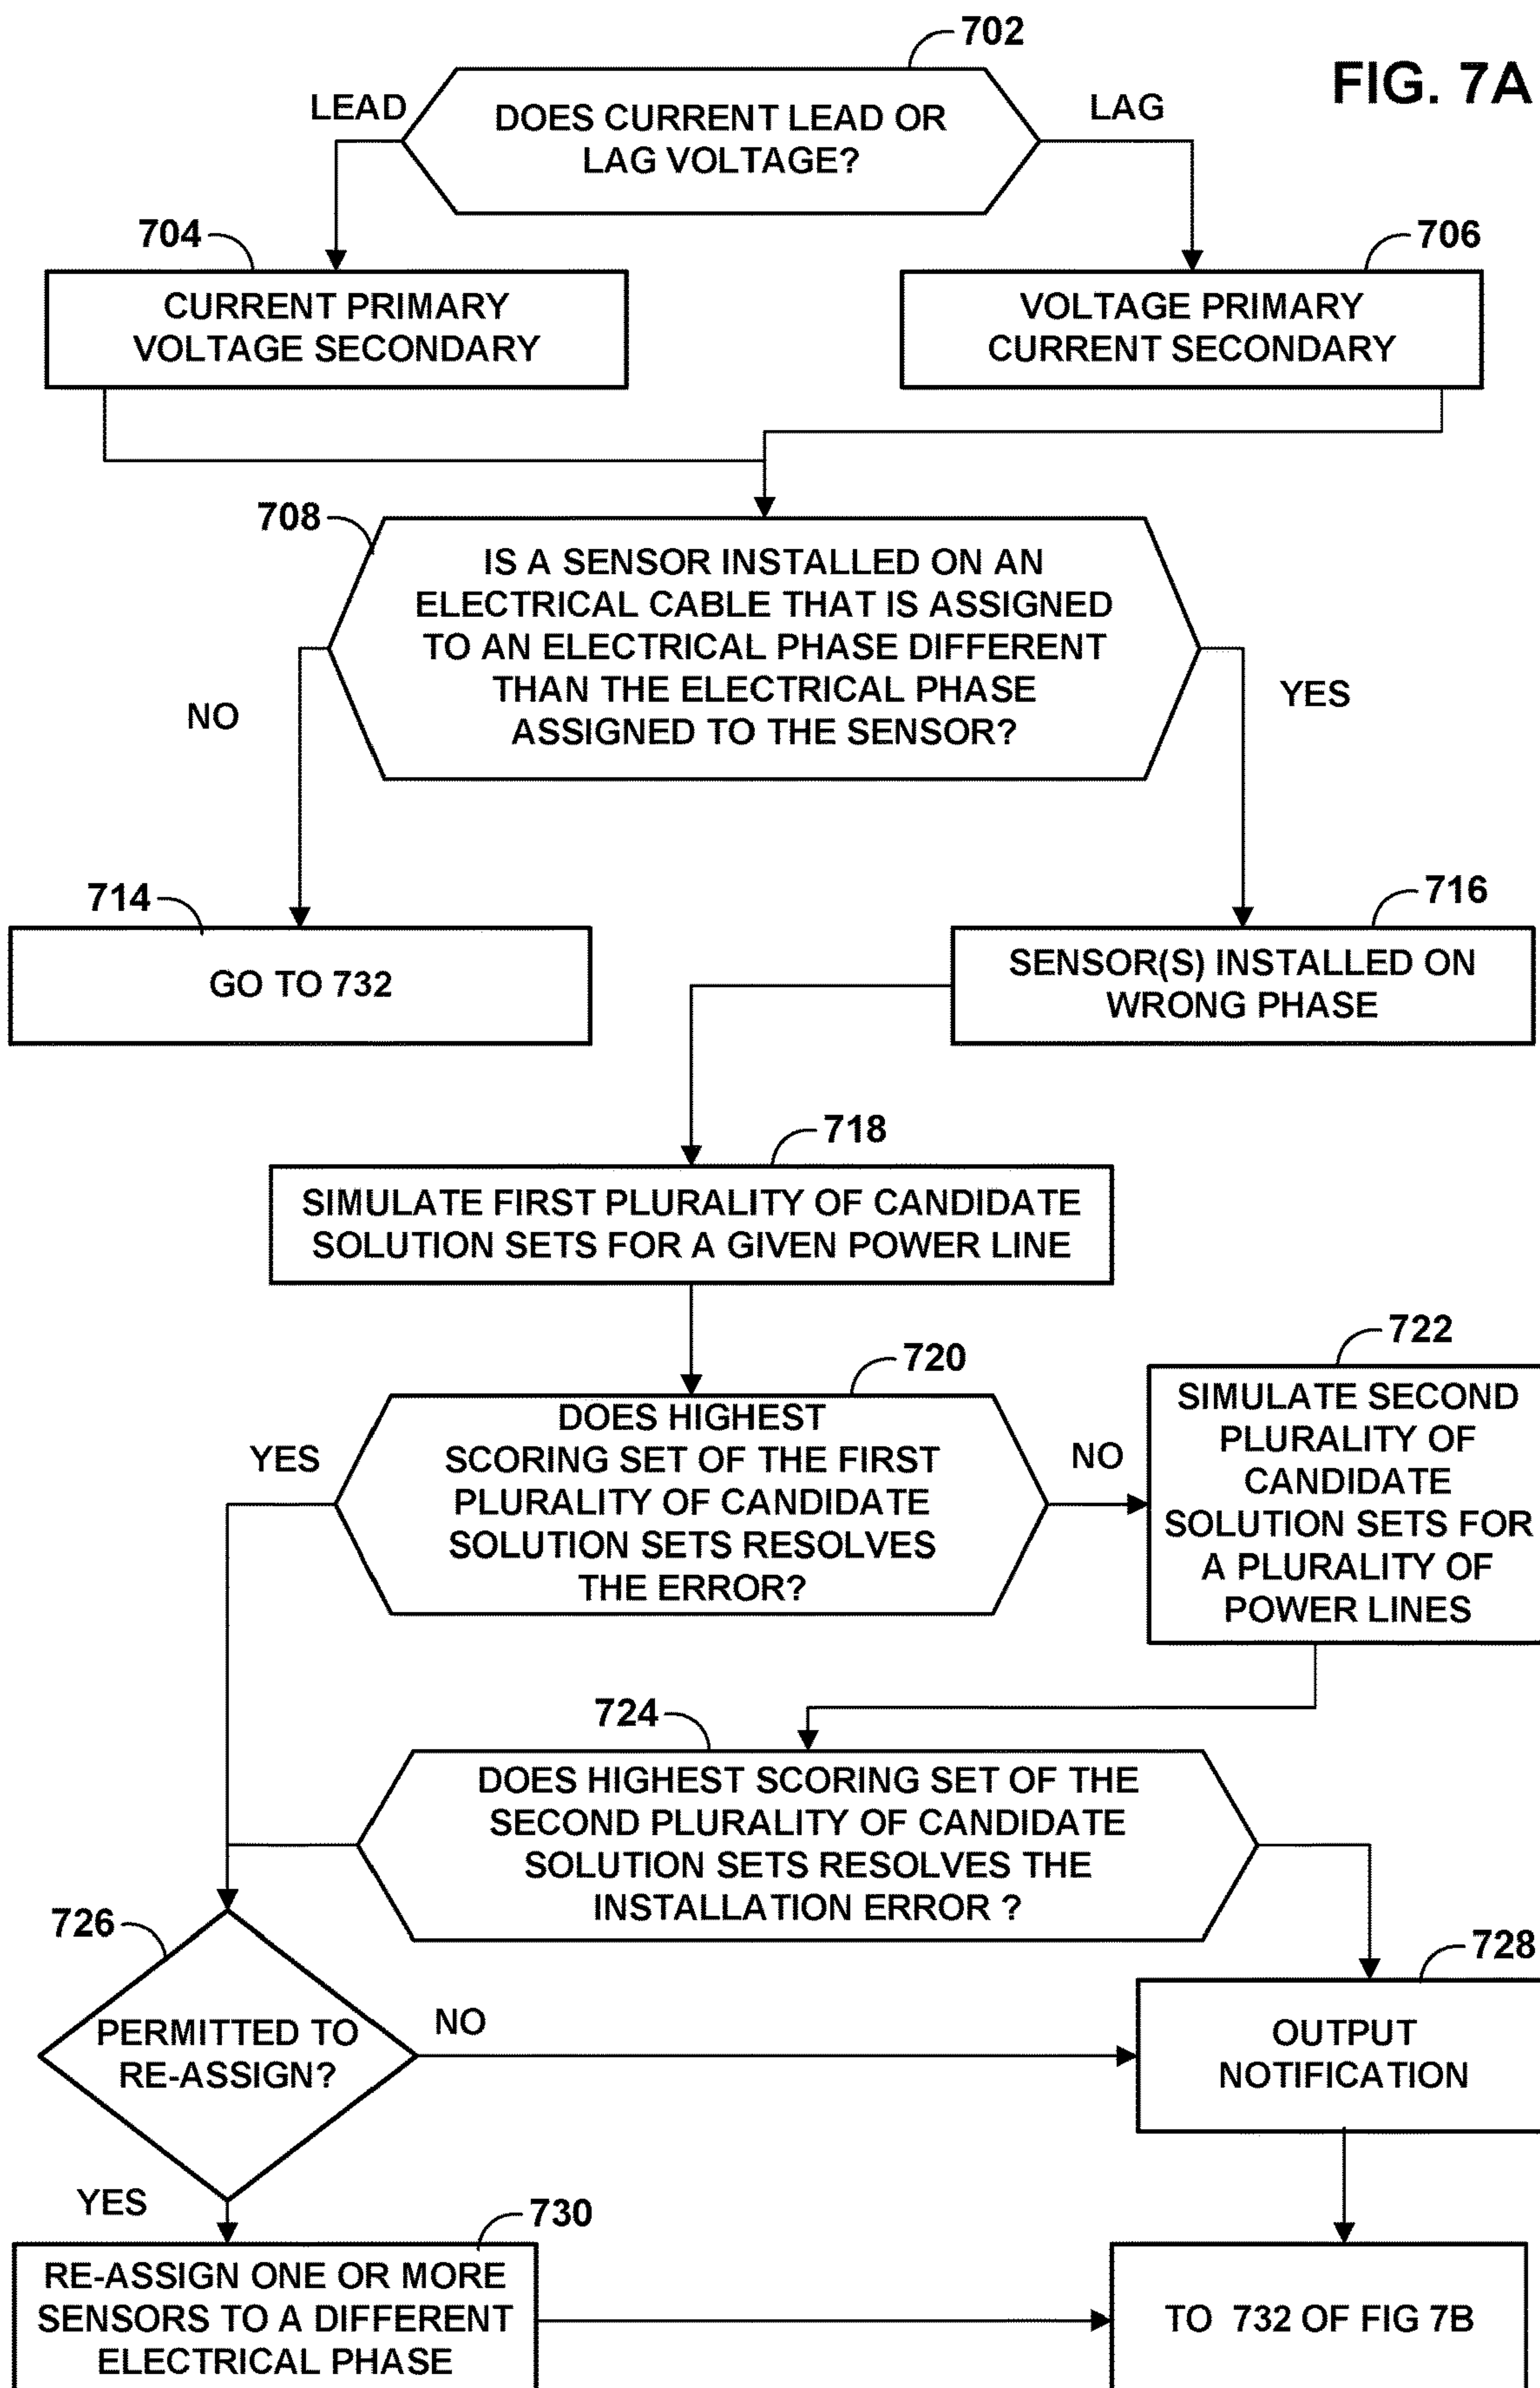 702
FIG. 7A
LEAD
LAG
DOES CURRENT LEAD OR
LAG VOLTAGE?
704
706
CURRENT PRIMARY
VOLTAGE SECONDARY
VOLTAGE PRIMARY
CURRENT SECONDARY
708
IS A SENSOR INSTALLED ON AN
ELECTRICAL CABLE THAT IS ASSIGNED
TO AN ELECTRICAL PHASE DIFFERENT
THAN THE ELECTRICAL PHASE
ASSIGNED TO THE SENSOR?
NO
YES
714
716
GO TO 732
SENSOR(S) INSTALLED ON
WRONG PHASE
718
SIMULATE FIRST PLURALITY OF CANDIDATE
SOLUTION SETS FOR A GIVEN POWER LINE
720
722
YES
NO
DOES HIGHEST
SCORING SET OF THE FIRST
PLURALITY OF CANDIDATE
SOLUTION SETS RESOLVES
THE ERROR?
SIMULATE SECOND
PLURALITY OF
CANDIDATE
SOLUTION SETS FOR
A PLURALITY OF
POWER LINES
724
DOES HIGHEST SCORING SET OF THE
SECOND PLURALITY OF CANDIDATE
SOLUTION SETS RESOLVES THE
INSTALLATION ERROR ?
726
728
PERMITTED TO
RE-ASSIGN?
NO
OUTPUT
NOTIFICATION
YES
730
RE-ASSIGN ONE OR MORE
SENSORS TO A DIFFERENT
ELECTRICAL PHASE
TO 732 OF FIG 7B